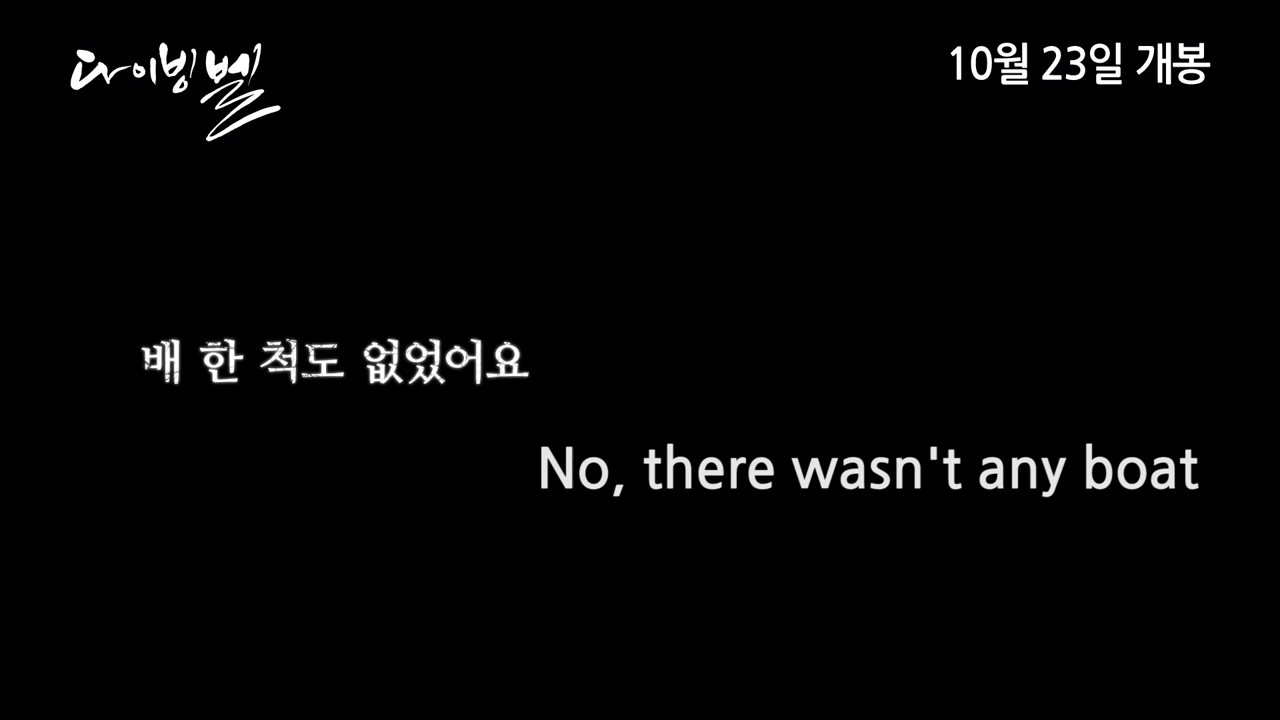 다이빙벨
10월 23일 개봉
배 한 척도 없었어요
No, there wasn't any boat